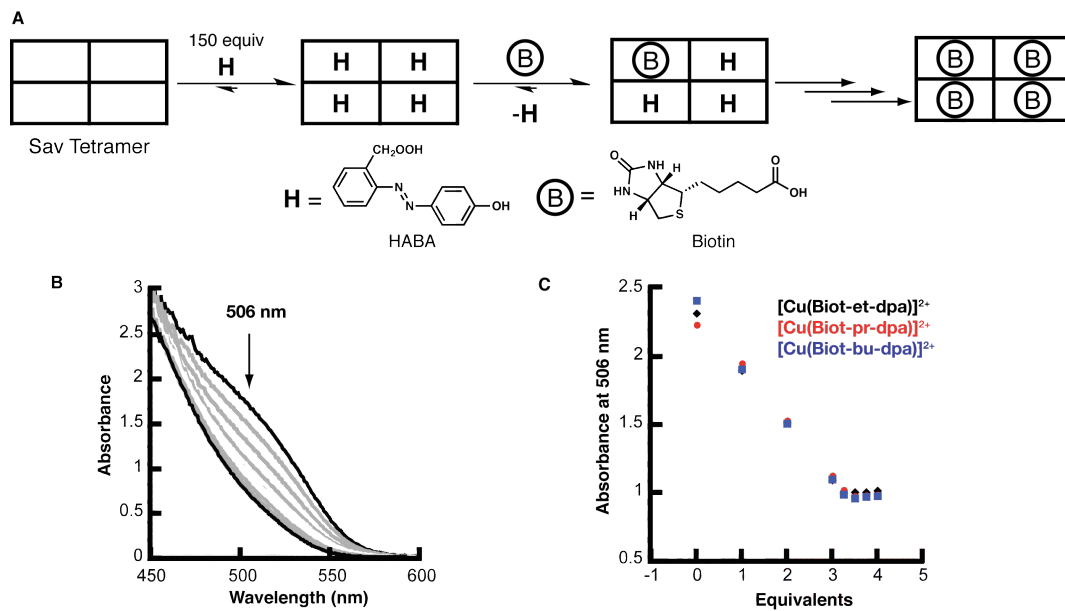 A
150 equiv
H
Sav Tetramer
H H
H H
B
-H
B H
H H
B B
B B
H =
CH₂OOH
N
N
OH
HABA
B =
O
NH
HN
H
H
S
O
OH
Biotin
B
3
2.5
2
1.5
1
0.5
0
506 nm
Absorbance
450 500 550 600
Wavelength (nm)
C
2.5
2
1.5
1
0.5
[Cu(Biot-et-dpa)]²⁺
[Cu(Biot-pr-dpa)]²⁺
[Cu(Biot-bu-dpa)]²⁺
Absorbance at 506 nm
-1 0 1 2 3 4 5
Equivalents